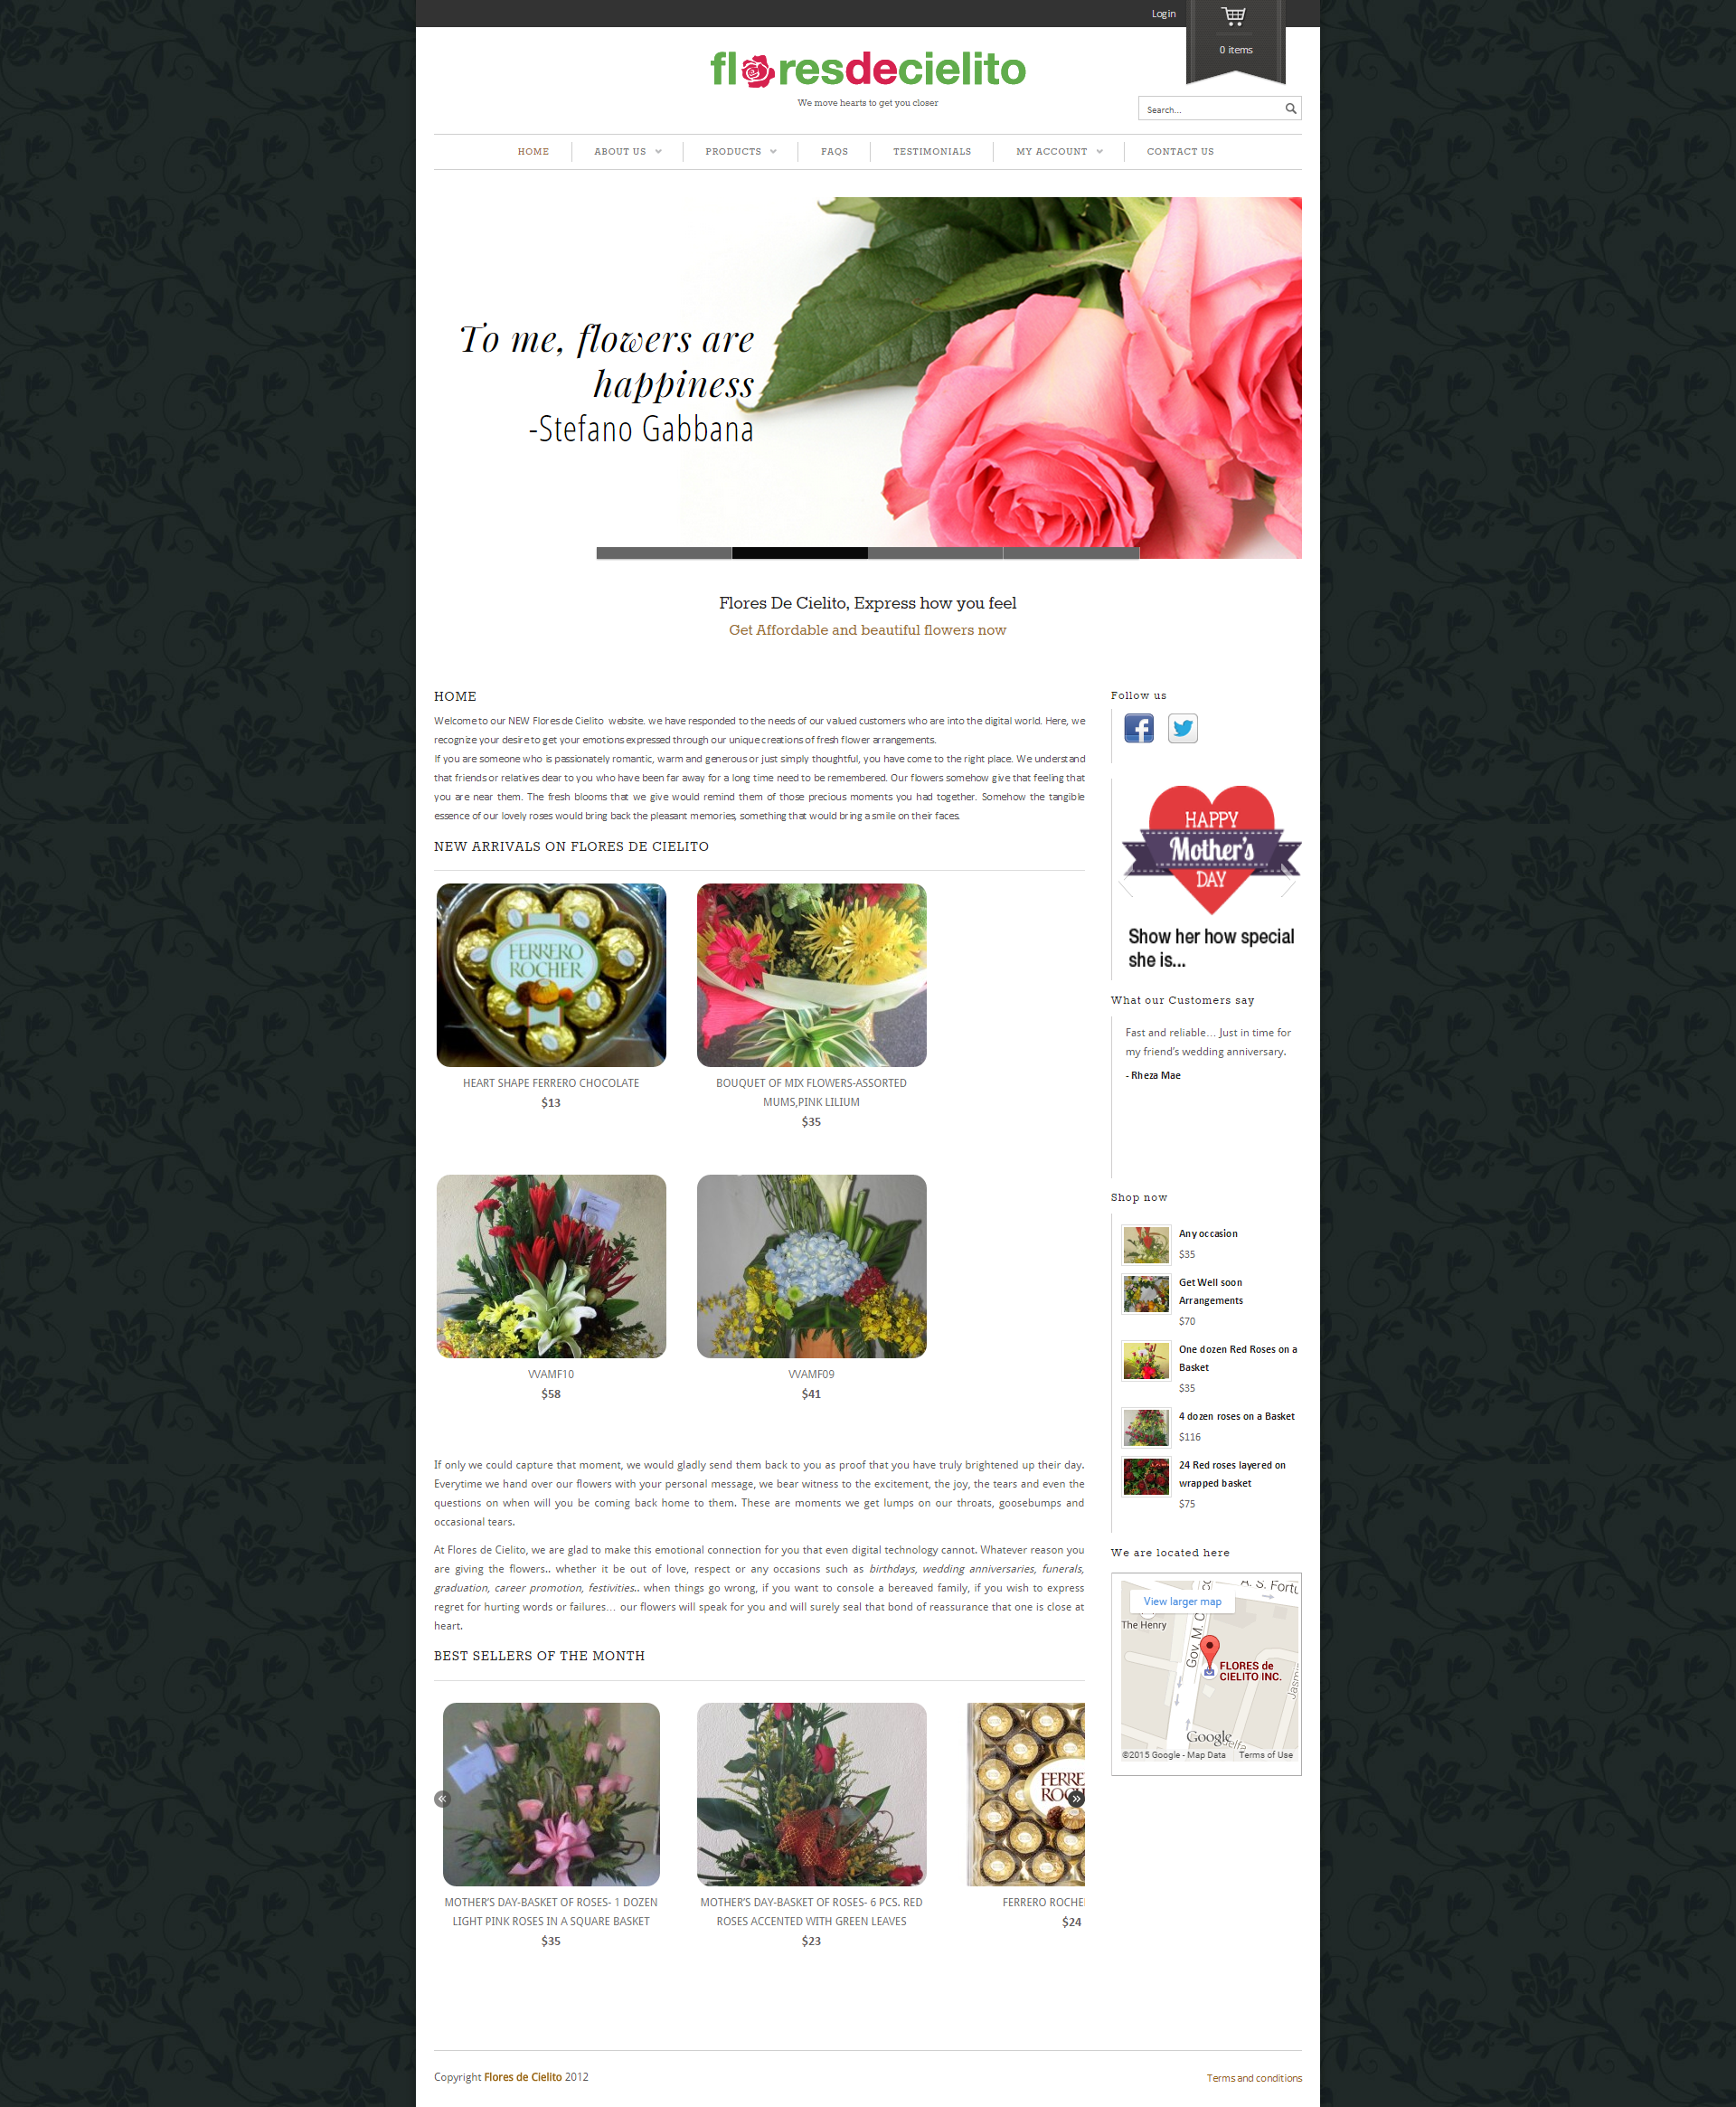 Login
0 items
floresdecielito
We move hearts to get you closer
Search...
HOME
ABOUT US
PRODUCTS
FAQS
TESTIMONIALS
MY ACCOUNT
CONTACT US
To me, flowers are
happiness
-Stefano Gabbana
Flores De Cielito, Express how you feel
Get Affordable and beautiful flowers now
HOME
Welcome to our NEW Flores de Cielito website. we have responded to the needs of our valued customers who are into the digital world. Here, we
recognize your desire to get your emotions expressed through our unique creations of fresh flower arrangements.
If you are someone who is passionately romantic, warm and generous or just simply thoughtful, you have come to the right place. We understand
that friends or relatives dear to you who have been far away for a long time need to be remembered. Our flowers somehow give that feeling that
you are near them. The fresh blooms that we give would remind them of those precious moments you had together. Somehow the tangible
essence of our lovely roses would bring back the pleasant memories, something that would bring a smile on their faces.
NEW ARRIVALS ON FLORES DE CIELITO
FERRERO
ROCHER
HEART SHAPE FERRERO CHOCOLATE
$13
BOUQUET OF MIX FLOWERS-ASSORTED
MUMS,PINK LILIUM
$35
VVAMF10
$58
VVAMF09
$41
If only we could capture that moment, we would gladly send them back to you as proof that you have truly brightened up their day.
Everytime we hand over our flowers with your personal message, we bear witness to the excitement, the joy, the tears and even the
questions on when will you be coming back home to them. These are moments we get lumps on our throats, goosebumps and
occasional tears.
At Flores de Cielito, we are glad to make this emotional connection for you that even digital technology cannot. Whatever reason you
are giving the flowers.. whether it be out of love, respect or any occasions such as birthdays, wedding anniversaries, funerals,
graduation, career promotion, festivities.. when things go wrong, if you want to console a bereaved family, if you wish to express
regret for hurting words or failures… our flowers will speak for you and will surely seal that bond of reassurance that one is close at
heart.
BEST SELLERS OF THE MONTH
MOTHER'S DAY-BASKET OF ROSES- 1 DOZEN
LIGHT PINK ROSES IN A SQUARE BASKET
$35
MOTHER'S DAY-BASKET OF ROSES- 6 PCS. RED
ROSES ACCENTED WITH GREEN LEAVES
$23
FERRE
ROC
FERRERO ROCHE
$24
Follow us
HAPPY
Mother's
DAY
Show her how special
she is...
What our Customers say
Fast and reliable… Just in time for
my friend's wedding anniversary.
- Rheza Mae
Shop now
Any occasion
$35
Get Well soon
Arrangements
$70
One dozen Red Roses on a
Basket
$35
4 dozen roses on a Basket
$116
24 Red roses layered on
wrapped basket
$75
We are located here
A. S. Fortu
View larger map
The Henry
Gov. M. C
FLORES de
CIELITO INC.
Jasm
Google
©2015 Google - Map Data
Terms of Use
Copyright Flores de Cielito 2012
Terms and conditions